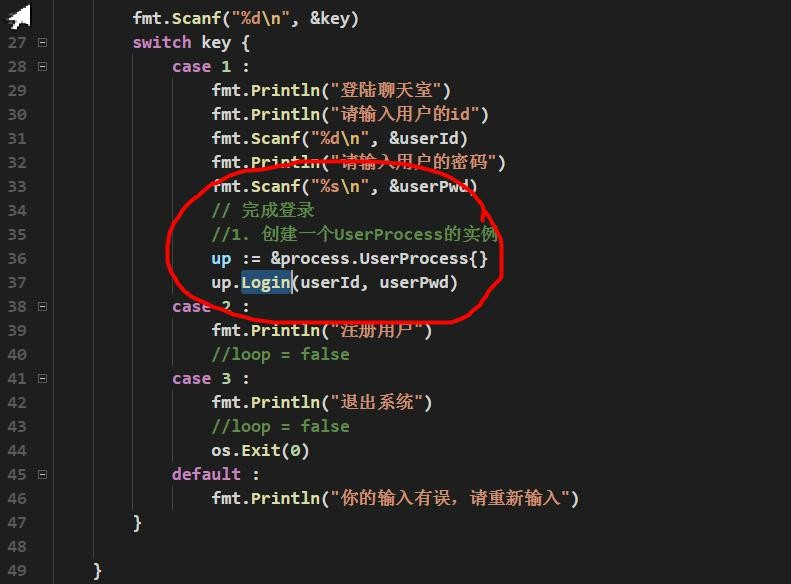 fmt.Scanf("%d\n", &key)
27 switch key {
28 case 1 :
29 fmt.Println("登陆聊天室")
30 fmt.Println("请输入用户的id")
31 fmt.Scanf("%d\n", &userId)
32 fmt.Println("请输入用户的密码")
33 fmt.Scanf("%s\n", &userPwd)
34 // 完成登录
35 //1. 创建一个UserProcess的实例
36 up := &process.UserProcess{}
37 up.Login(userId, userPwd)
38 case 2 :
39 fmt.Println("注册用户")
40 //loop = false
41 case 3 :
42 fmt.Println("退出系统")
43 //loop = false
44 os.Exit(0)
45 default :
46 fmt.Println("你的输入有误，请重新输入")
47 }
48
49 }